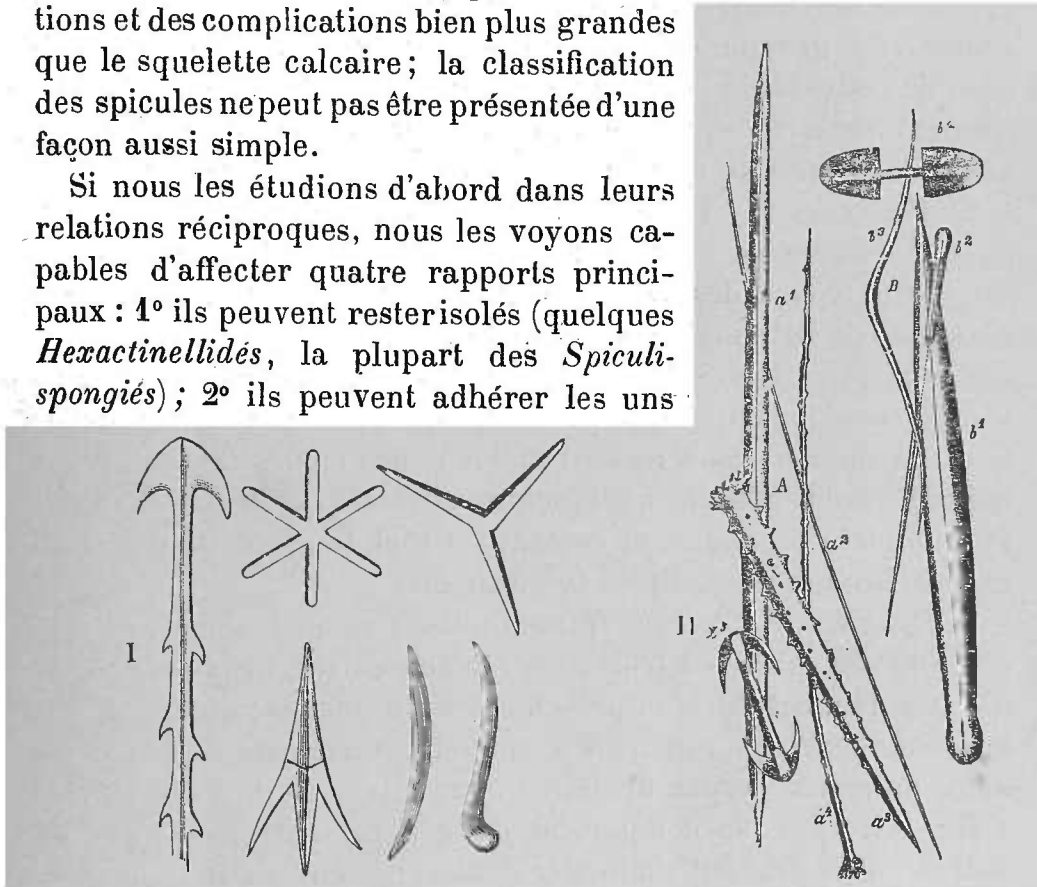 tions et des complications bien plus grandes
que le squelette calcaire; la classification
des spicules ne peut pas être présentée d'une
façon aussi simple.
Si nous les étudions d'abord dans leurs
relations réciproques, nous les voyons ca-
pables d'affecter quatre rapports princi-
paux : 1° ils peuvent rester isolés (quelques
Hexactinellidés, la plupart des Spiculi-
spongiés) ; 2° ils peuvent adhérer les uns
I
II
A
a¹
a²
a³
a⁴
B
b¹
b²
b³